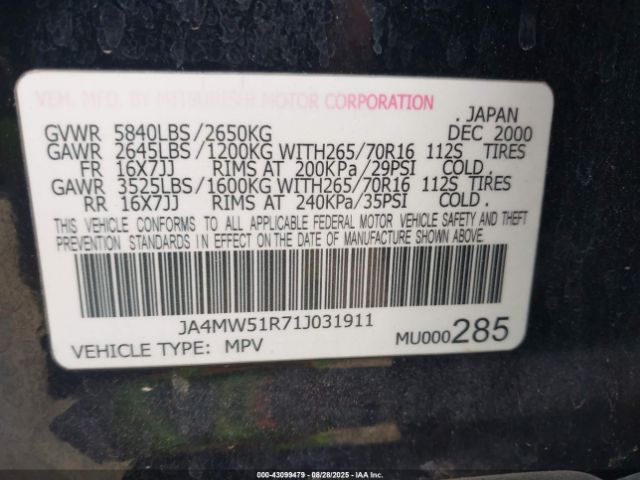 VEH. MFD. BY MITSUBISHI MOTOR CORPORATION
. JAPAN
GVWR 5840LBS/2650KG DEC 2000
GAWR 2645LBS/1200KG WITH265/70R16 112S TIRES
FR 16X7JJ RIMS AT 200KPa/29PSI COLD.
GAWR 3525LBS/1600KG WITH265/70R16 112S TIRES
RR 16X7JJ RIMS AT 240KPa/35PSI COLD.
THIS VEHICLE CONFORMS TO ALL APPLICABLE FEDERAL MOTOR VEHICLE SAFETY AND THEFT
PREVENTION STANDARDS IN EFFECT ON THE DATE OF MANUFACTURE SHOWN ABOVE.
JA4MW51R71J031911
VEHICLE TYPE: MPV MU000285
© IN-AUTO - 43099479 - 08/28/2025 - IAA, Inc.